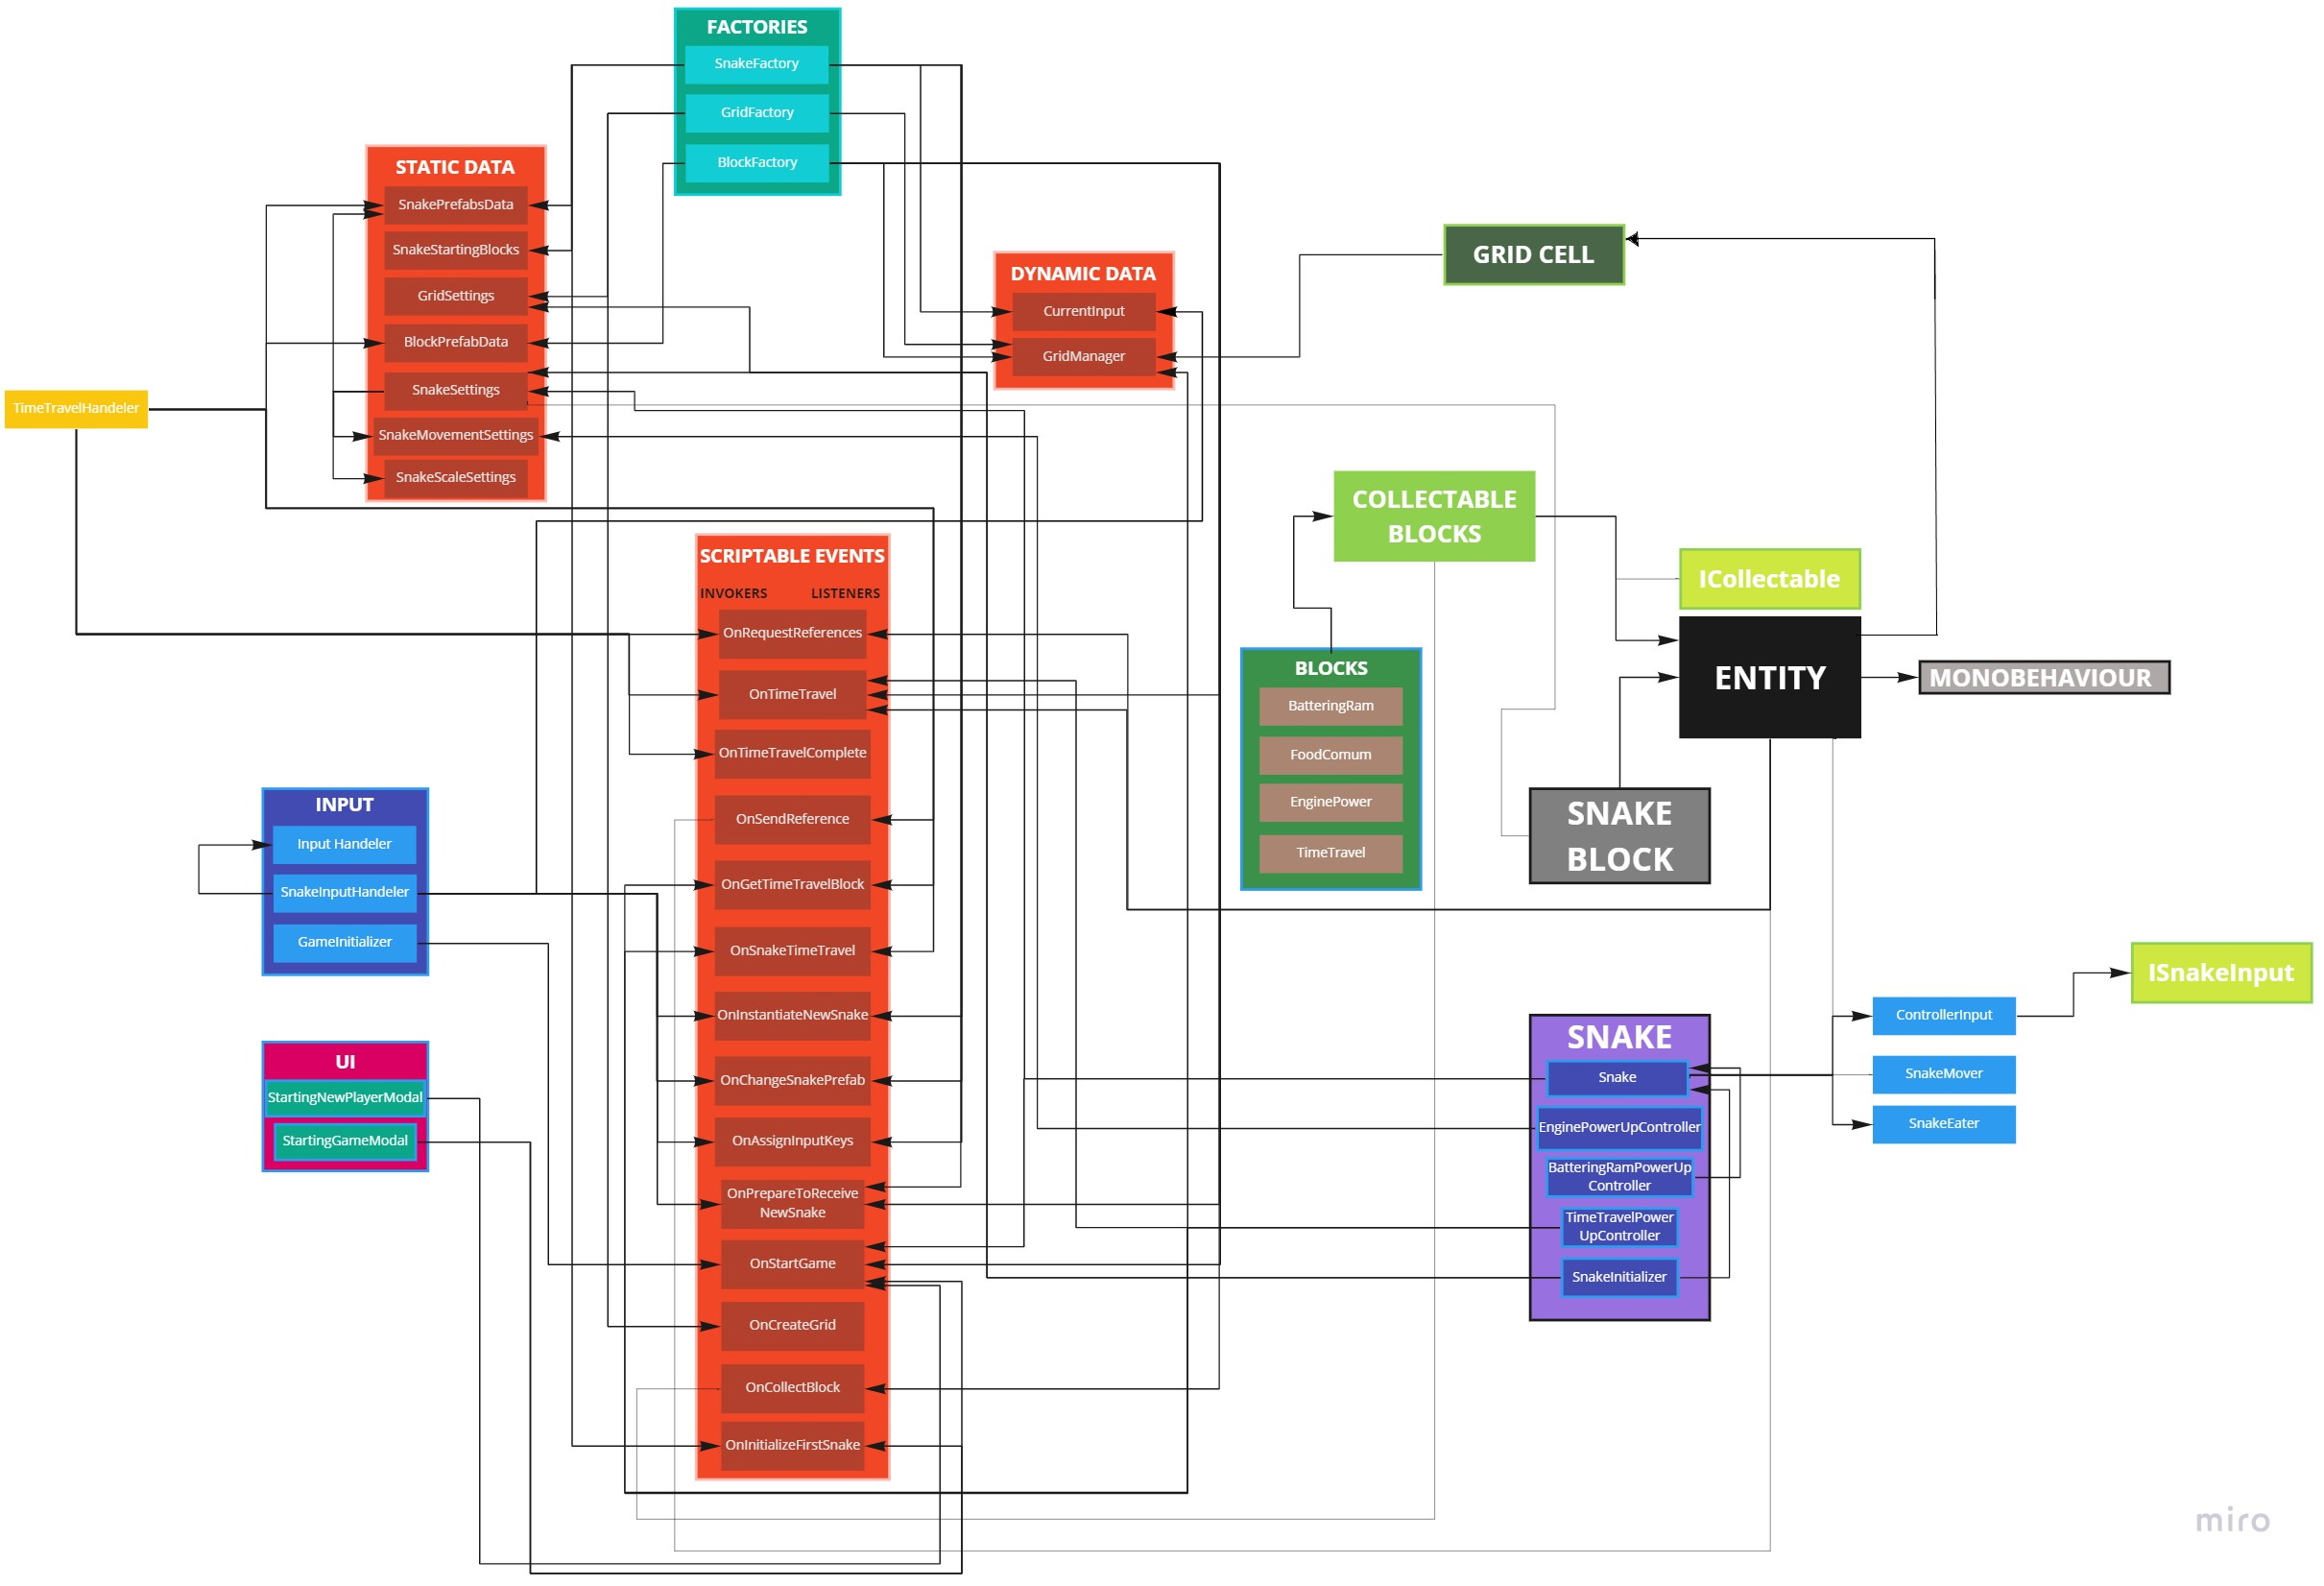 FACTORIES
SnakeFactory
GridFactory
BlockFactory
STATIC DATA
SnakePrefabsData
SnakeStartingBlocks
GridSettings
BlockPrefabData
SnakeSettings
SnakeMovementSettings
SnakeScaleSettings
DYNAMIC DATA
CurrentInput
GridManager
GRID CELL
TimeTravelHandeler
SCRIPTABLE EVENTS
INVOKERS LISTENERS
OnRequestReferences
OnTimeTravel
OnTimeTravelComplete
OnSendReference
OnGetTimeTravelBlock
OnSnakeTimeTravel
OnInstantiateNewSnake
OnChangeSnakePrefab
OnAssignInputKeys
OnPrepareToReceive
NewSnake
OnStartGame
OnCreateGrid
OnCollectBlock
OnInitializeFirstSnake
COLLECTABLE
BLOCKS
ICollectable
ENTITY
MONOBEHAVIOUR
BLOCKS
BatteringRam
FoodComum
EnginePower
TimeTravel
SNAKE
BLOCK
INPUT
Input Handeler
SnakeInputHandeler
GameInitializer
UI
StartingNewPlayerModal
StartingGameModal
SNAKE
Snake
EnginePowerUpController
BatteringRamPowerUp
Controller
TimeTravelPower
UpController
SnakeInitializer
ISnakeInput
ControllerInput
SnakeMover
SnakeEater
miro